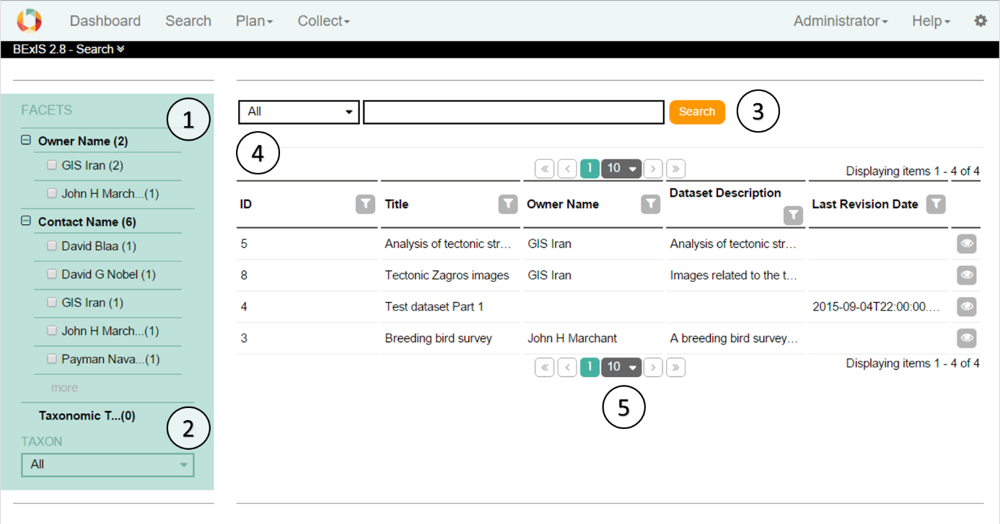 Dashboard Search Plan Collect Administrator Help
BExIS 2.8 - Search
FACETS
1
Owner Name (2)
GIS Iran (2)
John H March...(1)
Contact Name (6)
David Blaa (1)
David G Nobel (1)
GIS Iran (1)
John H March...(1)
Payman Nava...(1)
more
Taxonomic T...(0)
2
TAXON
All
All Search 3
4
« ‹ 1 10 › » Displaying items 1 - 4 of 4
ID Title Owner Name Dataset Description Last Revision Date
5 Analysis of tectonic str... GIS Iran Analysis of tectonic str...
8 Tectonic Zagros images GIS Iran Images related to the t...
4 Test dataset Part 1 2015-09-04T22:00:00....
3 Breeding bird survey John H Marchant A breeding bird survey...
« ‹ 1 10 › » Displaying items 1 - 4 of 4
5